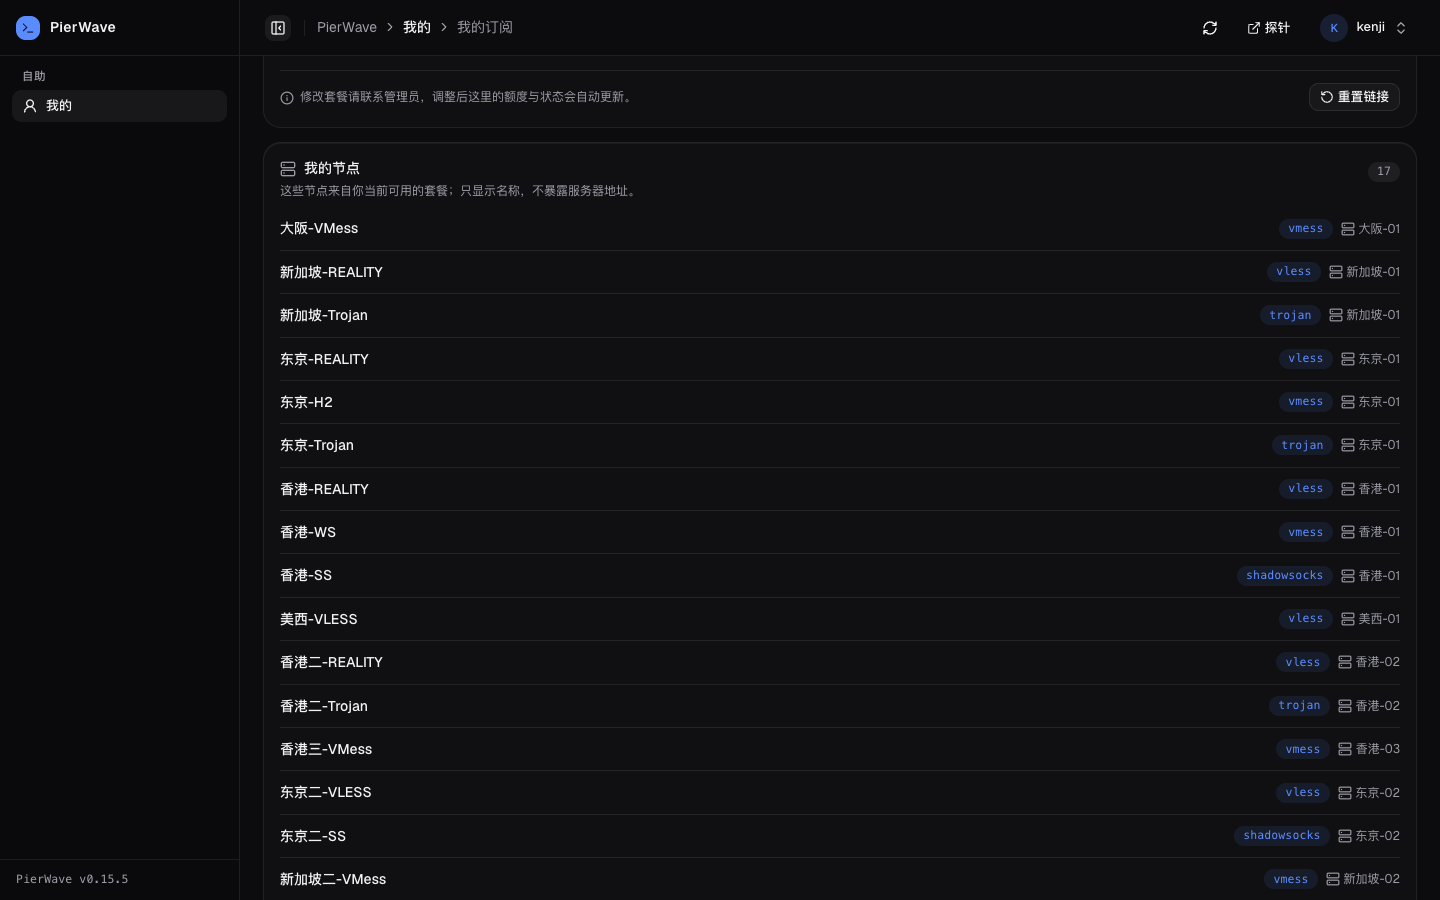 PierWave
PierWave > 我的 > 我的订阅
探针
K kenji
自助
我的
修改套餐请联系管理员，调整后这里的额度与状态会自动更新。
重置链接
我的节点
17
这些节点来自你当前可用的套餐；只显示名称，不暴露服务器地址。
大阪-VMess vmess 大阪-01
新加坡-REALITY vless 新加坡-01
新加坡-Trojan trojan 新加坡-01
东京-REALITY vless 东京-01
东京-H2 vmess 东京-01
东京-Trojan trojan 东京-01
香港-REALITY vless 香港-01
香港-WS vmess 香港-01
香港-SS shadowsocks 香港-01
美西-VLESS vless 美西-01
香港二-REALITY vless 香港-02
香港二-Trojan trojan 香港-02
香港三-VMess vmess 香港-03
东京二-VLESS vless 东京-02
东京二-SS shadowsocks 东京-02
新加坡二-VMess vmess 新加坡-02
PierWave v0.15.5